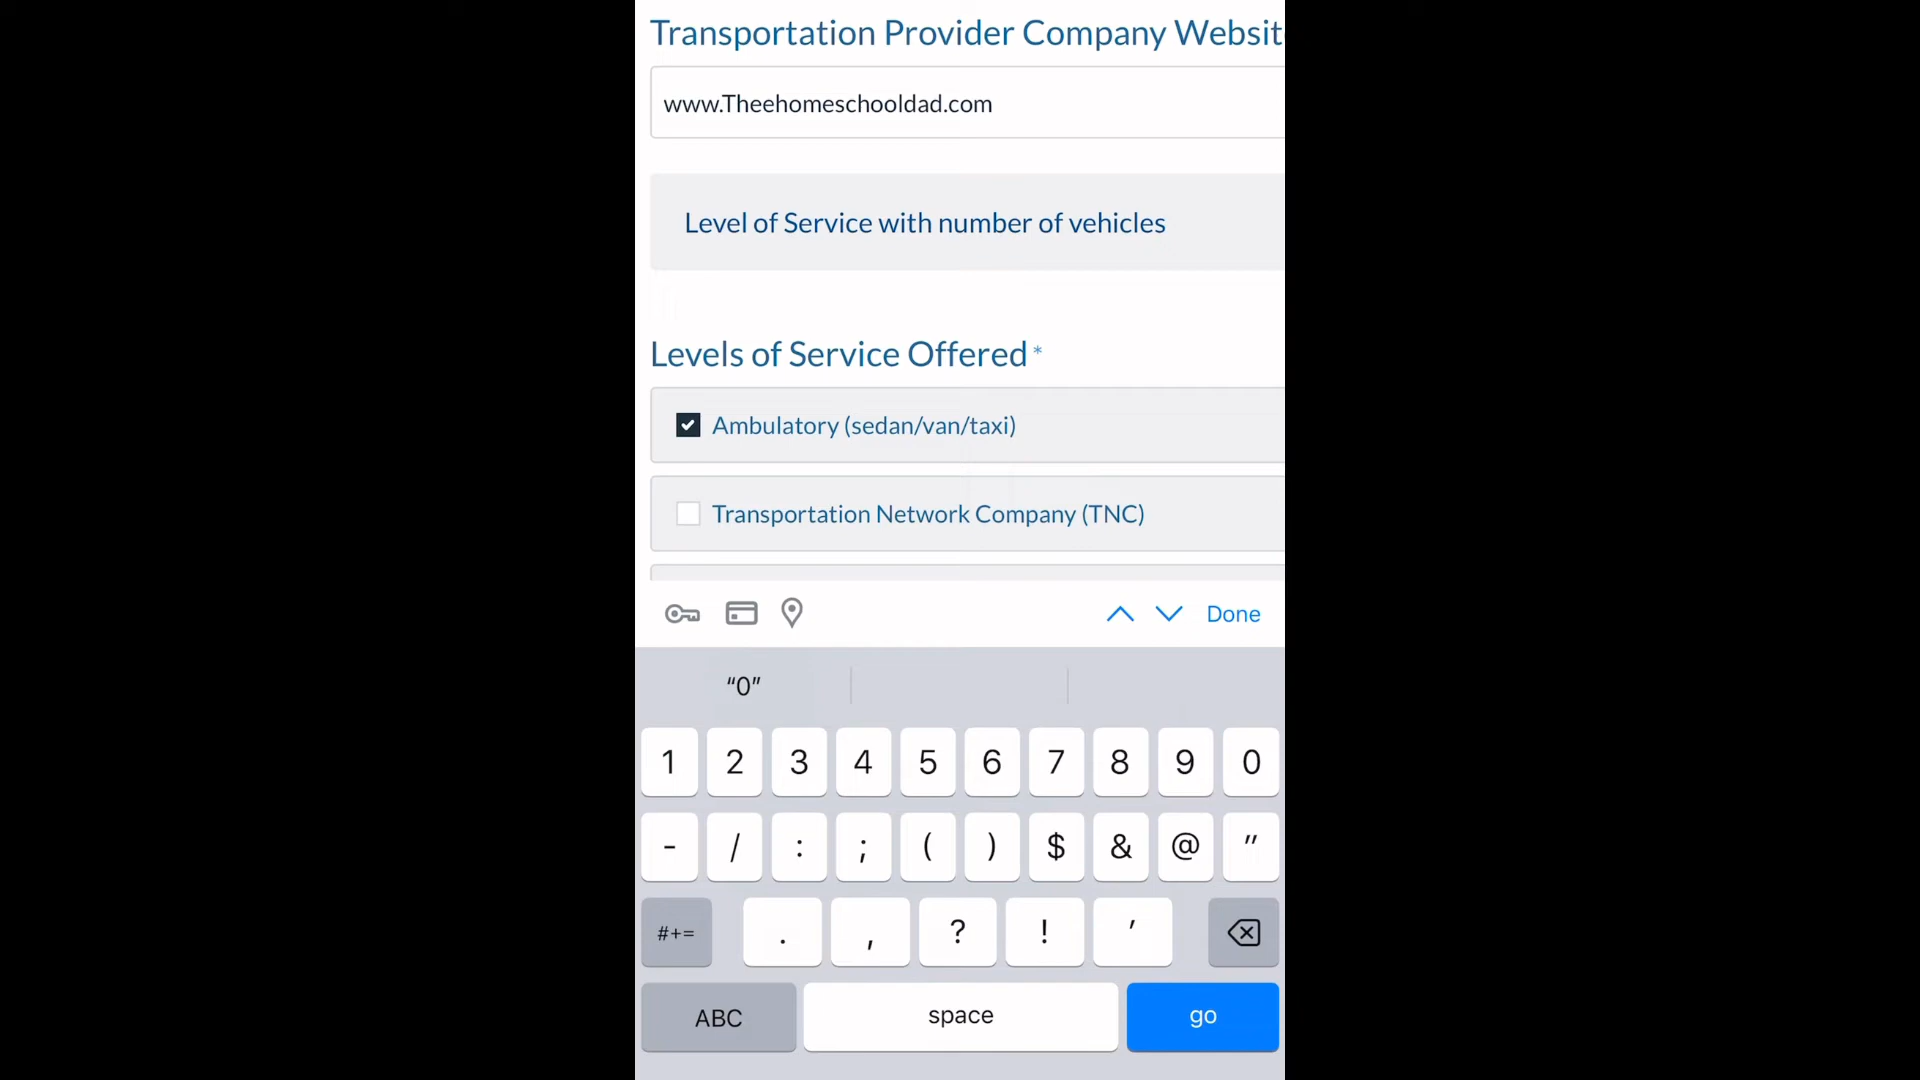 Transportation Provider Company Websit
www.Theehomeschooldad.com
Level of Service with number of vehicles
Levels of Service Offered *
Ambulatory (sedan/van/taxi)
Transportation Network Company (TNC)
Done
“0”
1 2 3 4 5 6 7 8 9 0
- / : ; ( ) $ & @ "
#+= . , ? ! '
ABC space go